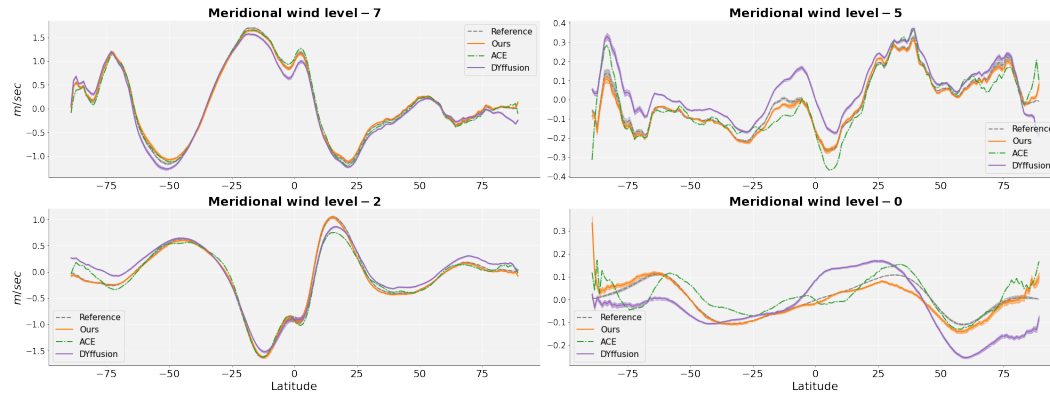 Meridional wind level − 7
m/sec
1.5
1.0
0.5
0.0
−0.5
−1.0
−75
−50
−25
0
25
50
75
Reference
Ours
ACE
DYffusion
Meridional wind level − 5
0.4
0.3
0.2
0.1
0.0
−0.1
−0.2
−0.3
−0.4
−75
−50
−25
0
25
50
75
Reference
Ours
ACE
DYffusion
Meridional wind level − 2
m/sec
1.0
0.5
0.0
−0.5
−1.0
−1.5
−75
−50
−25
0
25
50
75
Latitude
Reference
Ours
ACE
DYffusion
Meridional wind level − 0
0.3
0.2
0.1
0.0
−0.1
−0.2
−75
−50
−25
0
25
50
75
Latitude
Reference
Ours
ACE
DYffusion